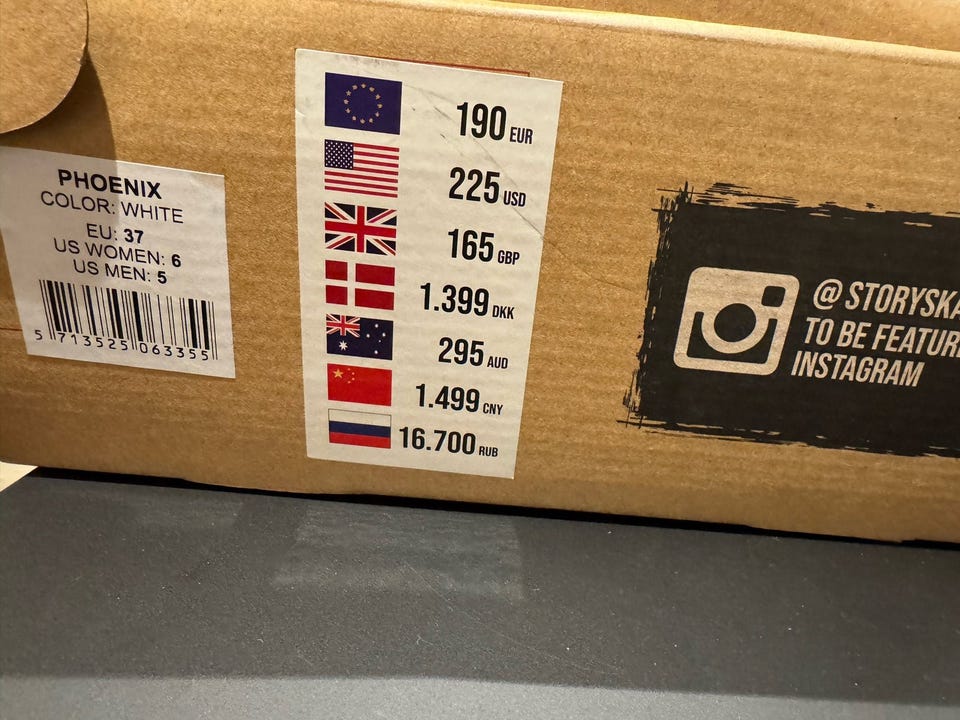 PHOENIX
COLOR: WHITE
EU: 37
US WOMEN: 6
US MEN: 5
5 713525 063355
190 EUR
225 USD
165 GBP
1.399 DKK
295 AUD
1.499 CNY
16.700 RUB
@STORYSKA
TO BE FEATUR
INSTAGRAM